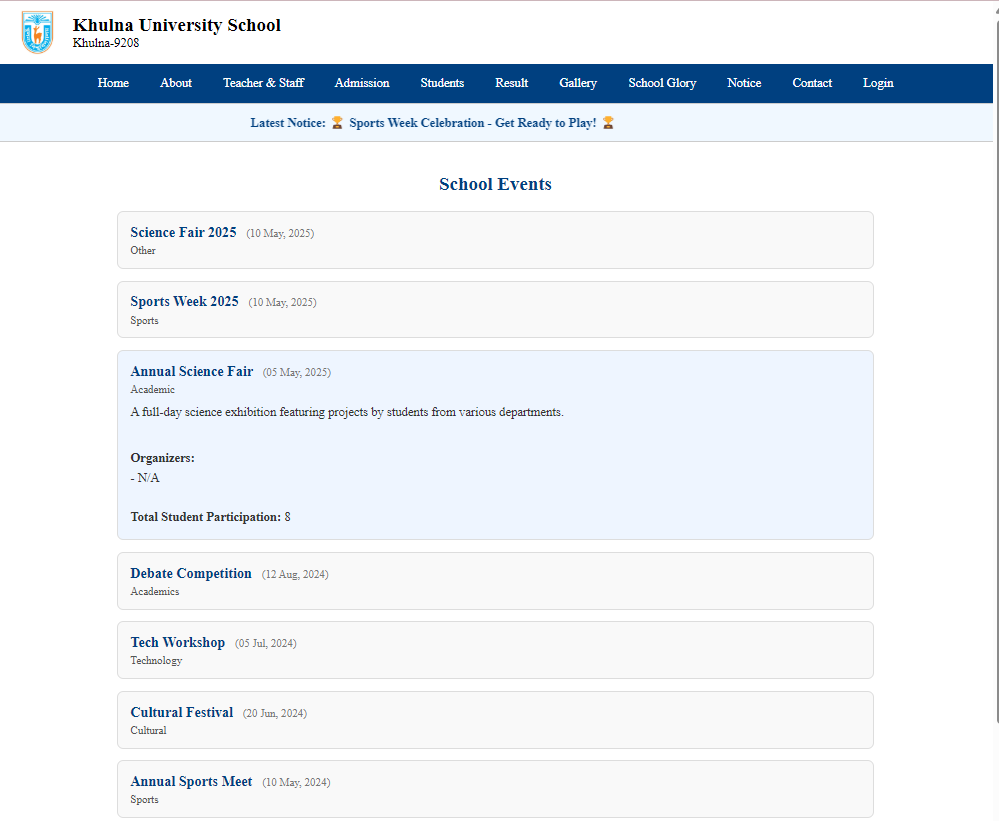 Khulna University School
Khulna-9208
Home About Teacher & Staff Admission Students Result Gallery School Glory Notice Contact Login
Latest Notice: 🏆 Sports Week Celebration - Get Ready to Play! 🏆
School Events
Science Fair 2025 (10 May, 2025)
Other
Sports Week 2025 (10 May, 2025)
Sports
Annual Science Fair (05 May, 2025)
Academic
A full-day science exhibition featuring projects by students from various departments.
Organizers:
- N/A
Total Student Participation: 8
Debate Competition (12 Aug, 2024)
Academics
Tech Workshop (05 Jul, 2024)
Technology
Cultural Festival (20 Jun, 2024)
Cultural
Annual Sports Meet (10 May, 2024)
Sports